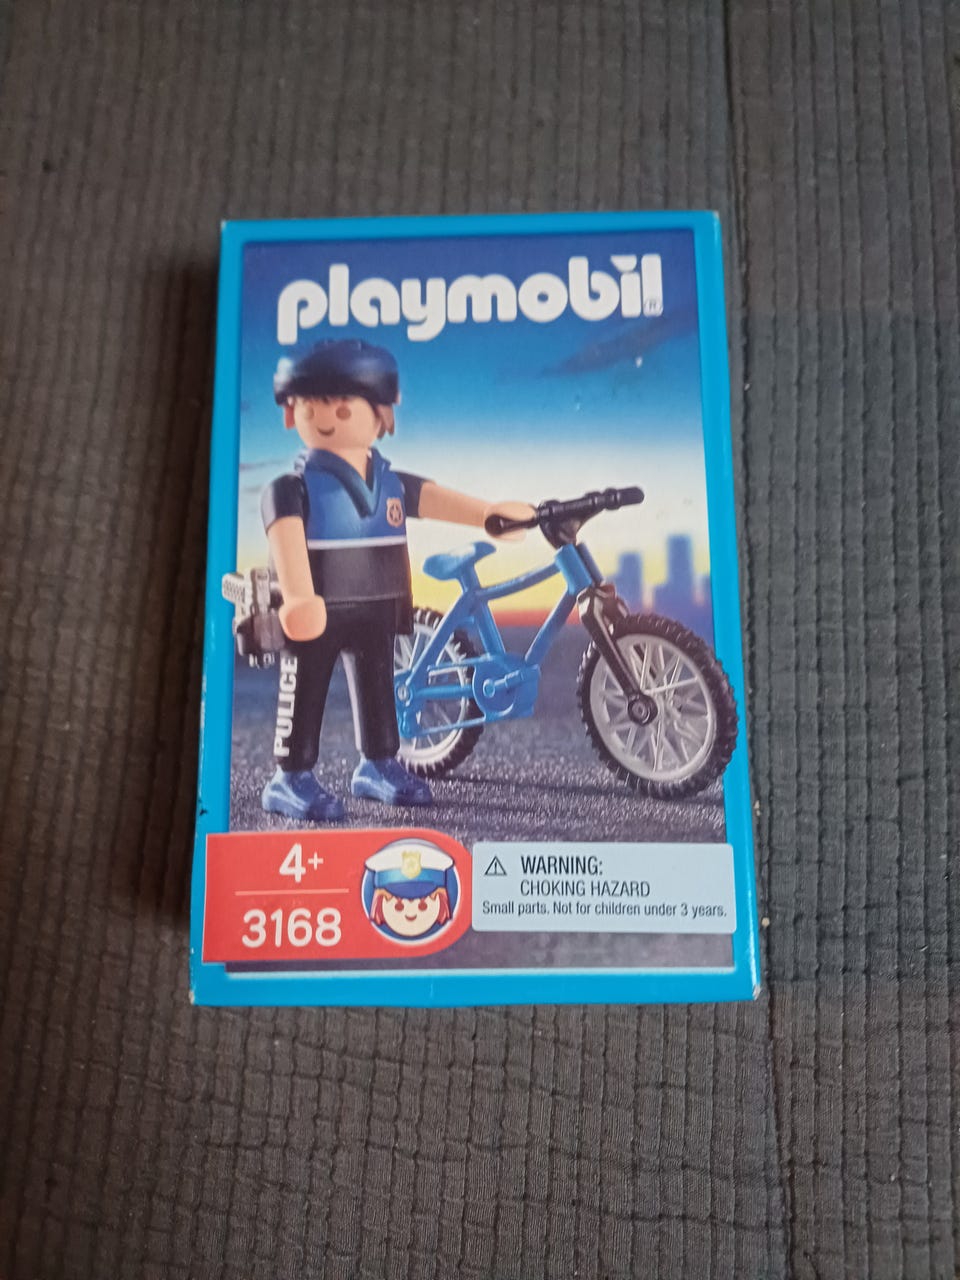 playmobil®
POLICE
4+
3168
⚠ WARNING:
CHOKING HAZARD
Small parts. Not for children under 3 years.